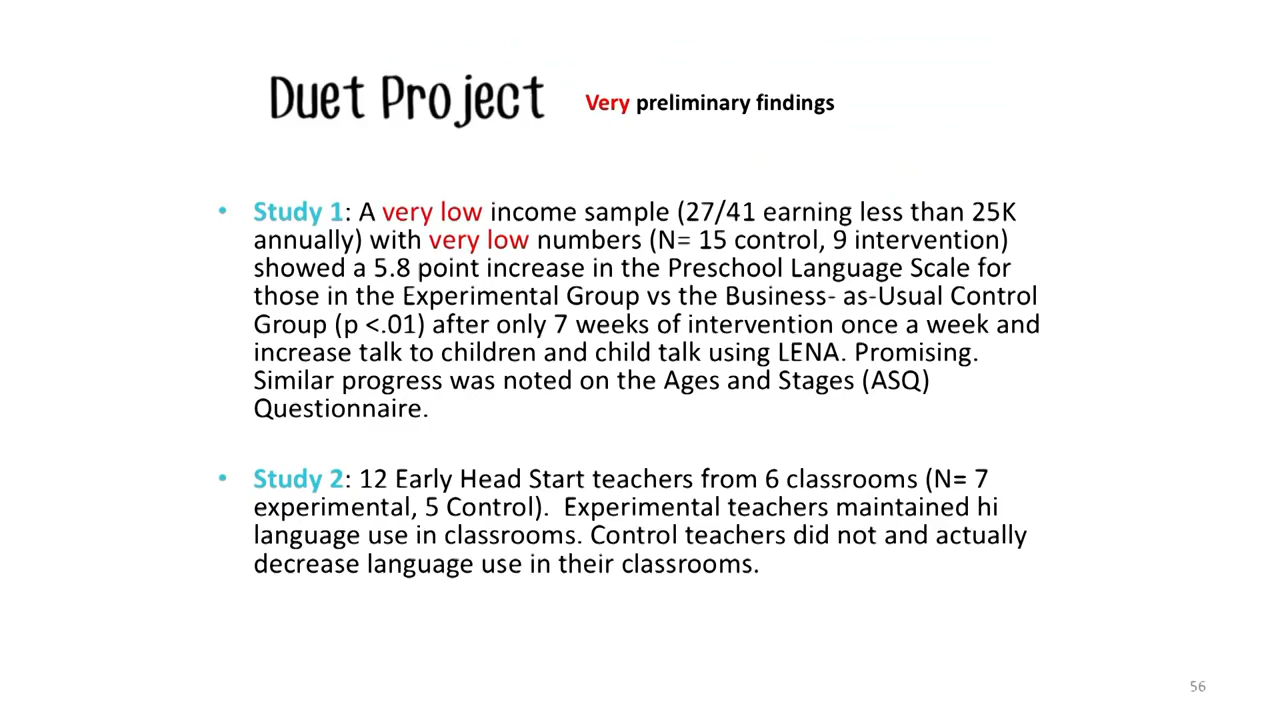 Duet Project Very preliminary findings
• Study 1: A very low income sample (27/41 earning less than 25K
annually) with very low numbers (N= 15 control, 9 intervention)
showed a 5.8 point increase in the Preschool Language Scale for
those in the Experimental Group vs the Business- as-Usual Control
Group (p <.01) after only 7 weeks of intervention once a week and
increase talk to children and child talk using LENA. Promising.
Similar progress was noted on the Ages and Stages (ASQ)
Questionnaire.
• Study 2: 12 Early Head Start teachers from 6 classrooms (N= 7
experimental, 5 Control).  Experimental teachers maintained hi
language use in classrooms. Control teachers did not and actually
decrease language use in their classrooms.
56